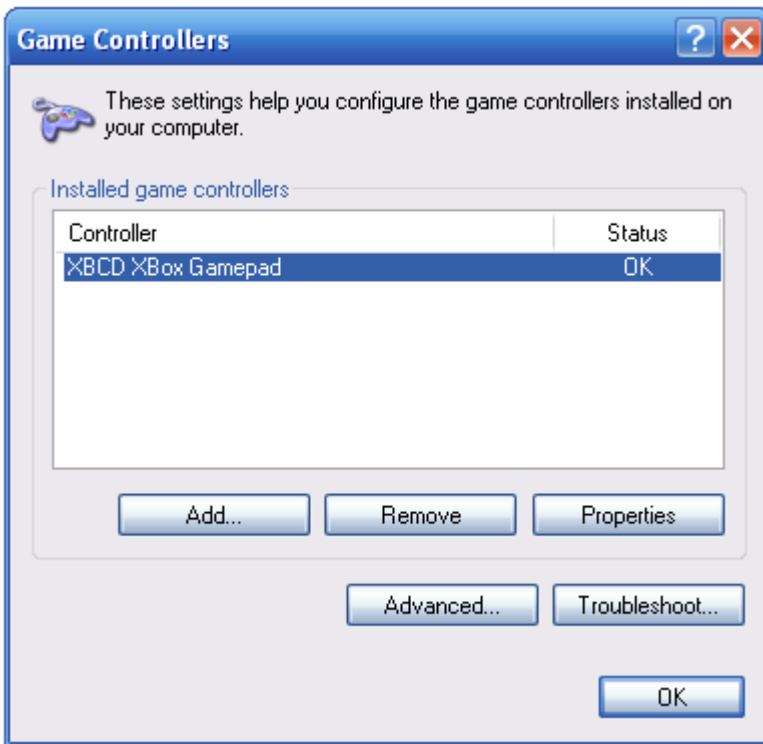 Game Controllers
?
These settings help you configure the game controllers installed on
your computer.
Installed game controllers
Controller Status
XBCD XBox Gamepad OK
Add... Remove Properties
Advanced... Troubleshoot...
OK